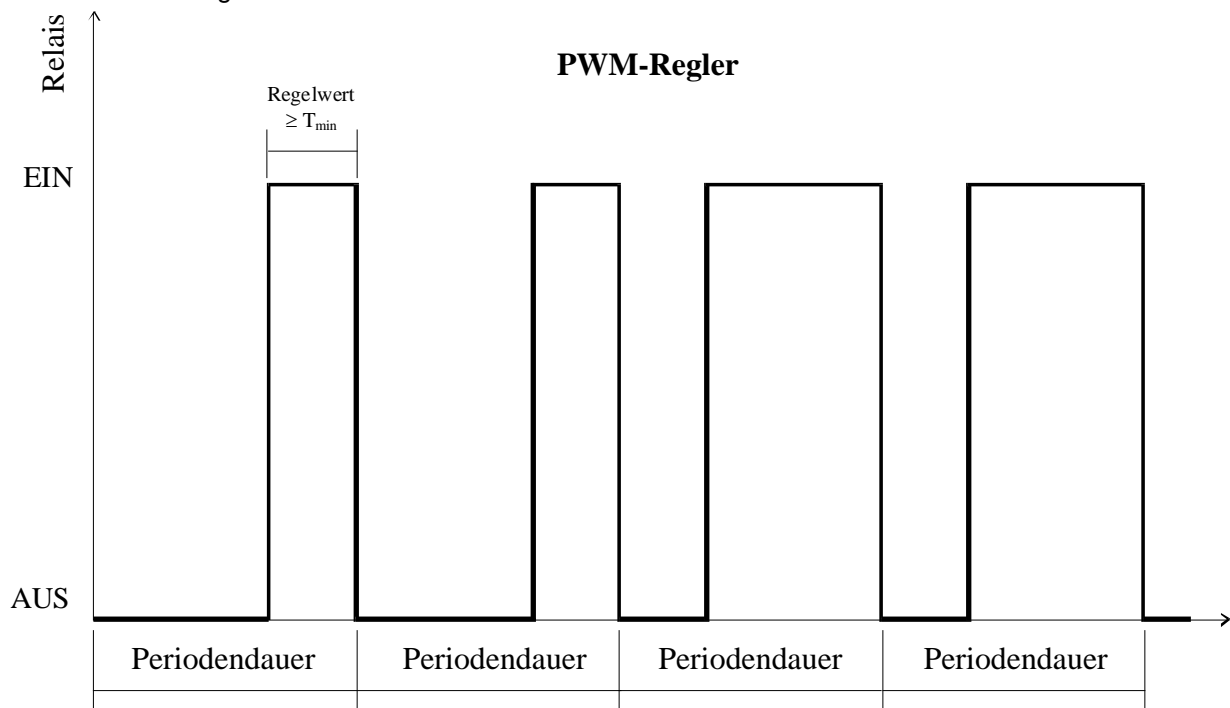 Relais
PWM-Regler
Regelwert
≥ Tmin
EIN
AUS
Periodendauer Periodendauer Periodendauer Periodendauer